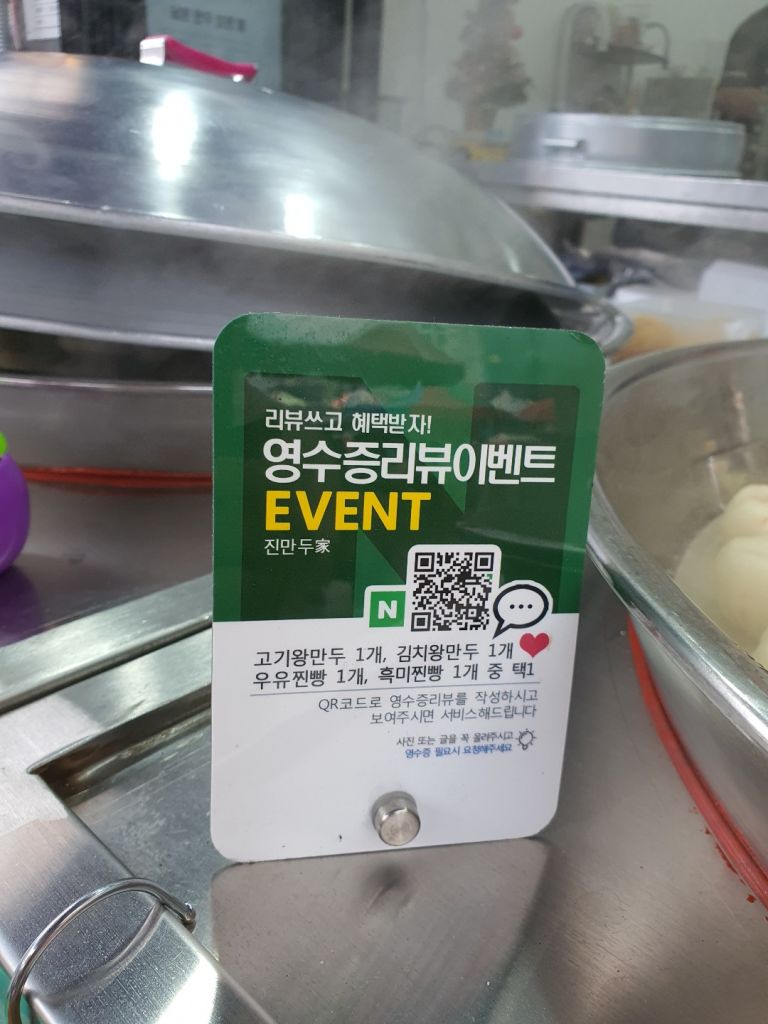 리뷰쓰고 혜택받자!
영수증리뷰이벤트
EVENT
진만두家
N
고기왕만두 1개, 김치왕만두 1개
우유찐빵 1개, 흑미찐빵 1개 중 택1
QR코드로 영수증리뷰를 작성하시고
보여주시면 서비스해드립니다
사진 또는 글을 꼭 올려주시고
영수증 필요시 요청해주세요